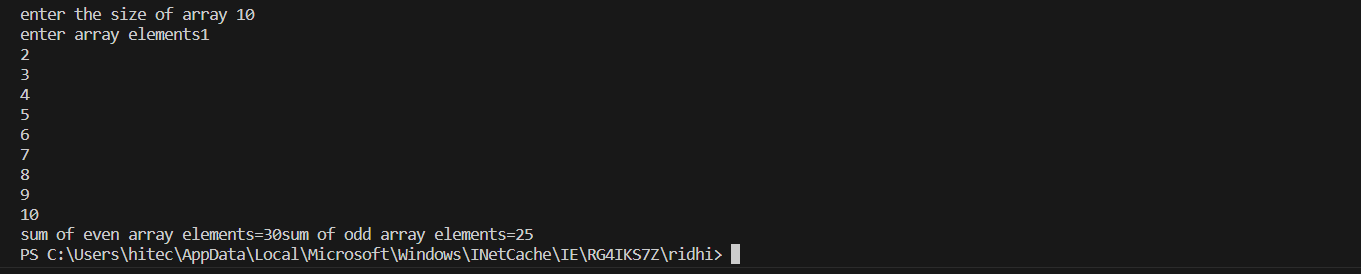 enter the size of array 10
enter array elements1
2
3
4
5
6
7
8
9
10
sum of even array elements=30sum of odd array elements=25
PS C:\Users\hitec\AppData\Local\Microsoft\Windows\INetCache\IE\RG4IKS7Z\ridhi>